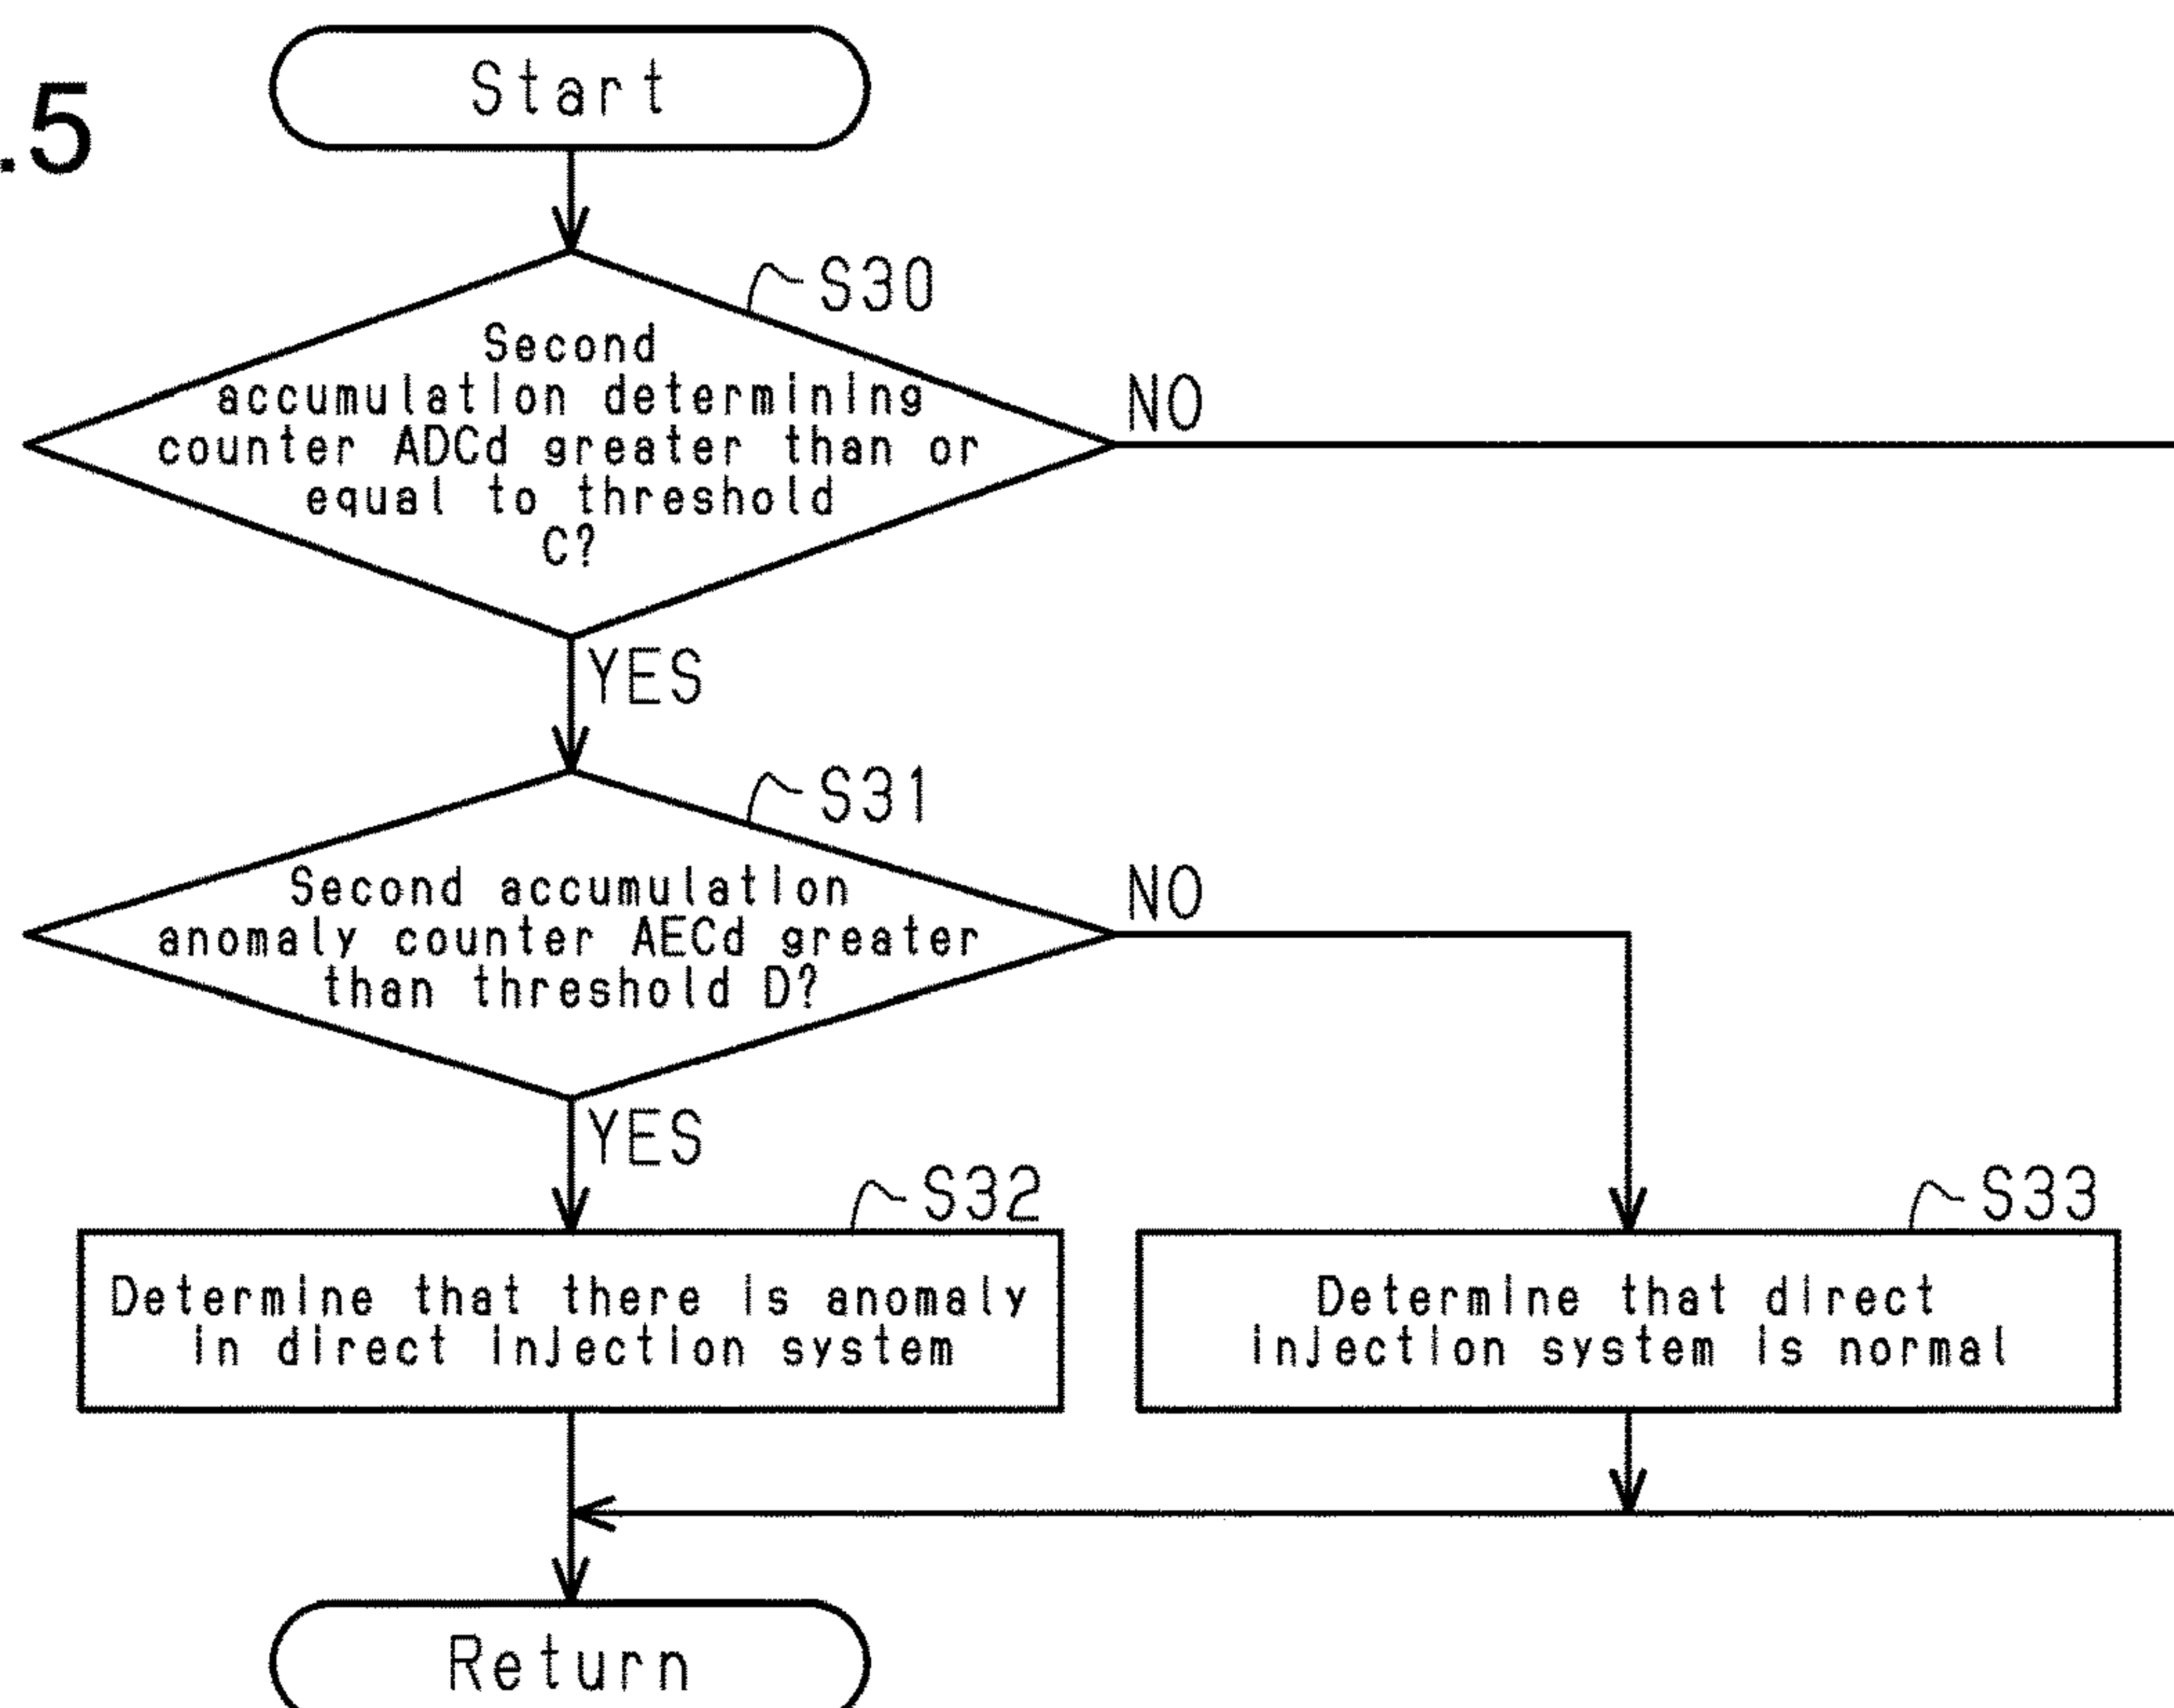 .5
Start
S30
Second
accumulation determining
counter ADCd greater than or
equal to threshold
C?
NO
YES
S31
Second accumulation
anomaly counter AECd greater
than threshold D?
NO
YES
S32
Determine that there is anomaly
in direct injection system
S33
Determine that direct
injection system is normal
Return